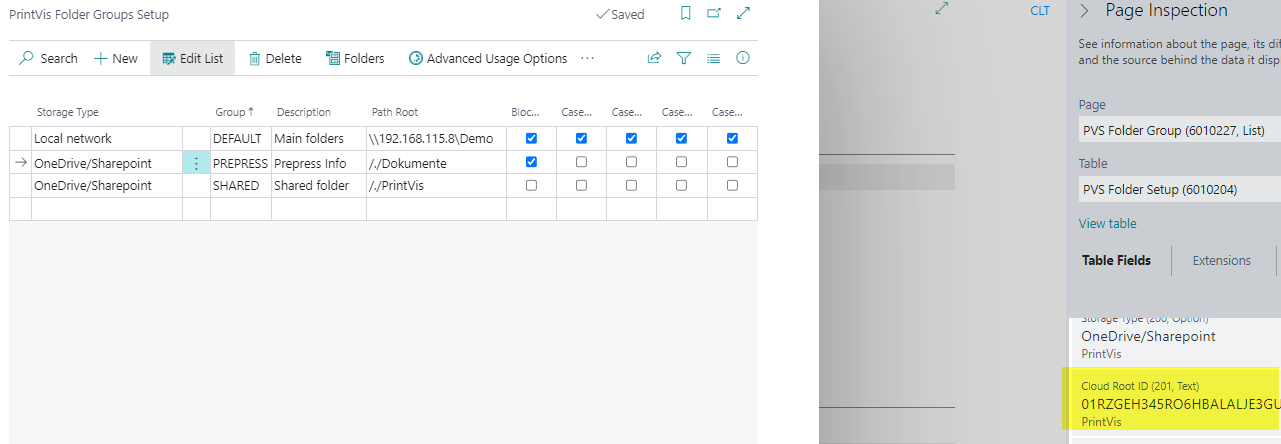 PrintVis Folder Groups Setup
Saved
Search
New
Edit List
Delete
Folders
Advanced Usage Options
Storage Type Group ↑ Description Path Root Bloc... Case... Case... Case... Case...
Local network DEFAULT Main folders \\192.168.115.8\Demo
OneDrive/Sharepoint PREPRESS Prepress Info /./Dokumente
OneDrive/Sharepoint SHARED Shared folder /./PrintVis
CLT
Page Inspection
See information about the page, its dif
and the source behind the data it disp
Page
PVS Folder Group (6010227, List)
Table
PVS Folder Setup (6010204)
View table
Table Fields
Extensions
Storage Type (200, Option)
OneDrive/Sharepoint
PrintVis
Cloud Root ID (201, Text)
01RZGEH345RO6HBALALJE3GU
PrintVis